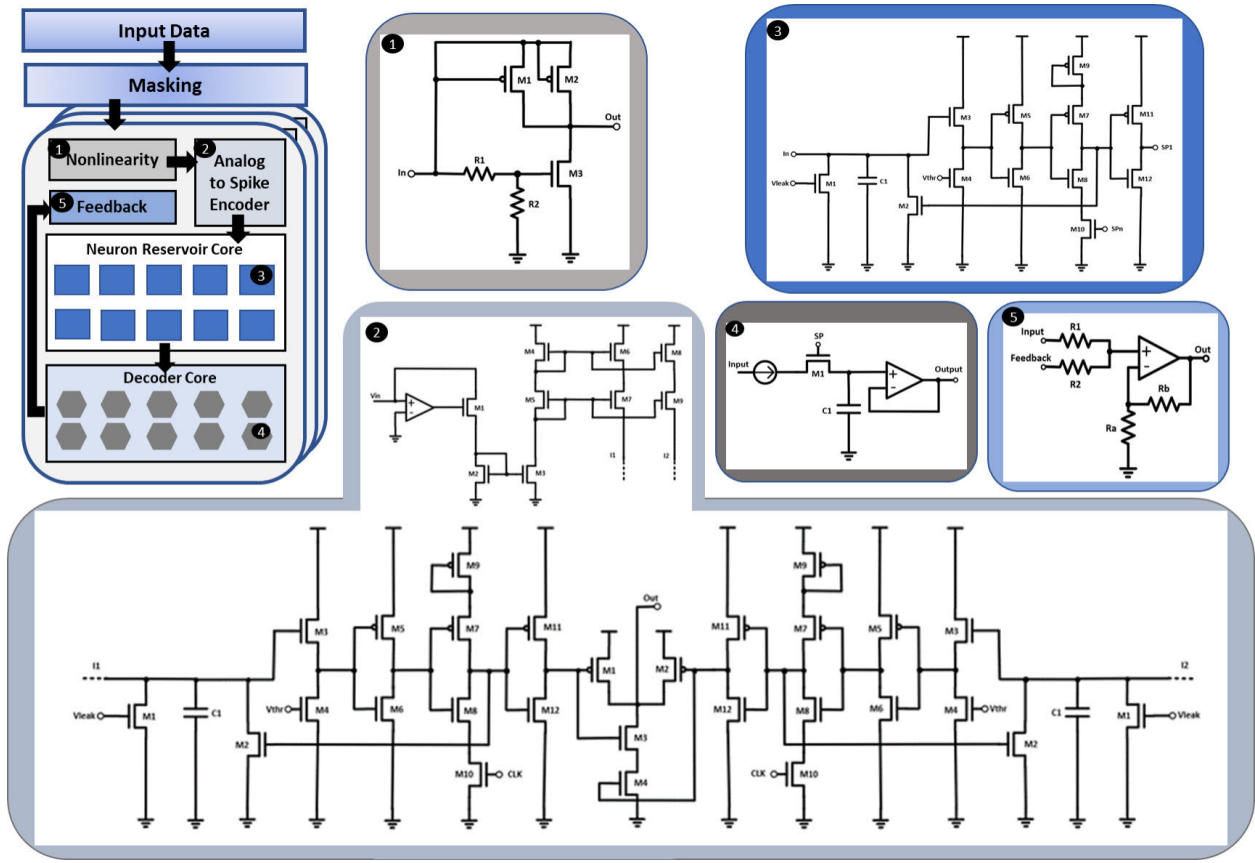 Input Data
Masking
1
Nonlinearity
2
Analog
to Spike
Encoder
5
Feedback
Neuron Reservoir Core
3
Decoder Core
4
1
M1
M2
Out
In
R1
M3
R2
3
M9
M3
M5
M7
M11
In
SP1
Vleak
M1
C1
Vthr
M4
M6
M8
M12
M2
M10
SPn
2
M4
M6
M8
Vin
M1
M5
M7
M9
M2
M3
I1
I2
4
SP
Input
M1
Output
C1
5
Input
R1
Feedback
R2
Out
Rb
Ra
M9
M9
Out
M3
M5
M7
M11
M11
M7
M5
M3
I1
M1
M2
I2
Vleak
M1
C1
Vthr
M4
M6
M8
M12
M12
M8
M6
M4
Vthr
C1
M1
Vleak
M2
M3
M2
M10
CLK
M4
CLK
M10